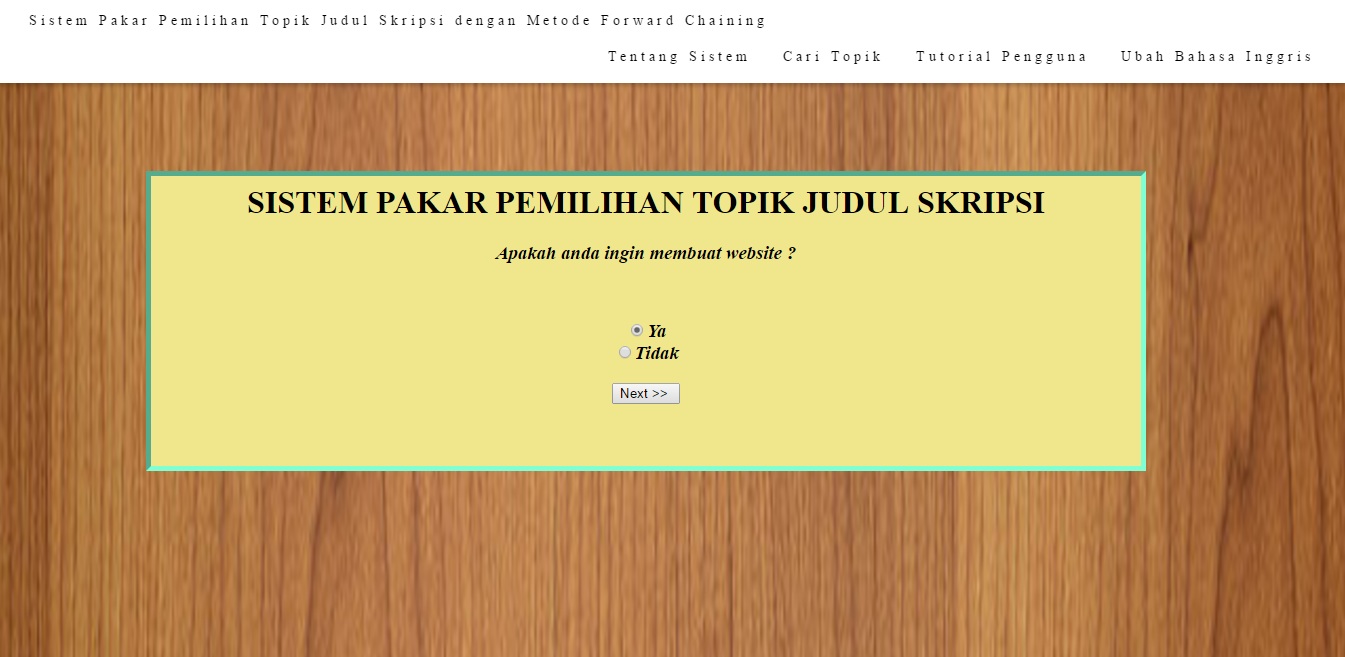 Sistem Pakar Pemilihan Topik Judul Skripsi dengan Metode Forward Chaining
Tentang Sistem Cari Topik Tutorial Pengguna Ubah Bahasa Inggris
SISTEM PAKAR PEMILIHAN TOPIK JUDUL SKRIPSI
Apakah anda ingin membuat website ?
Ya
Tidak
Next >>